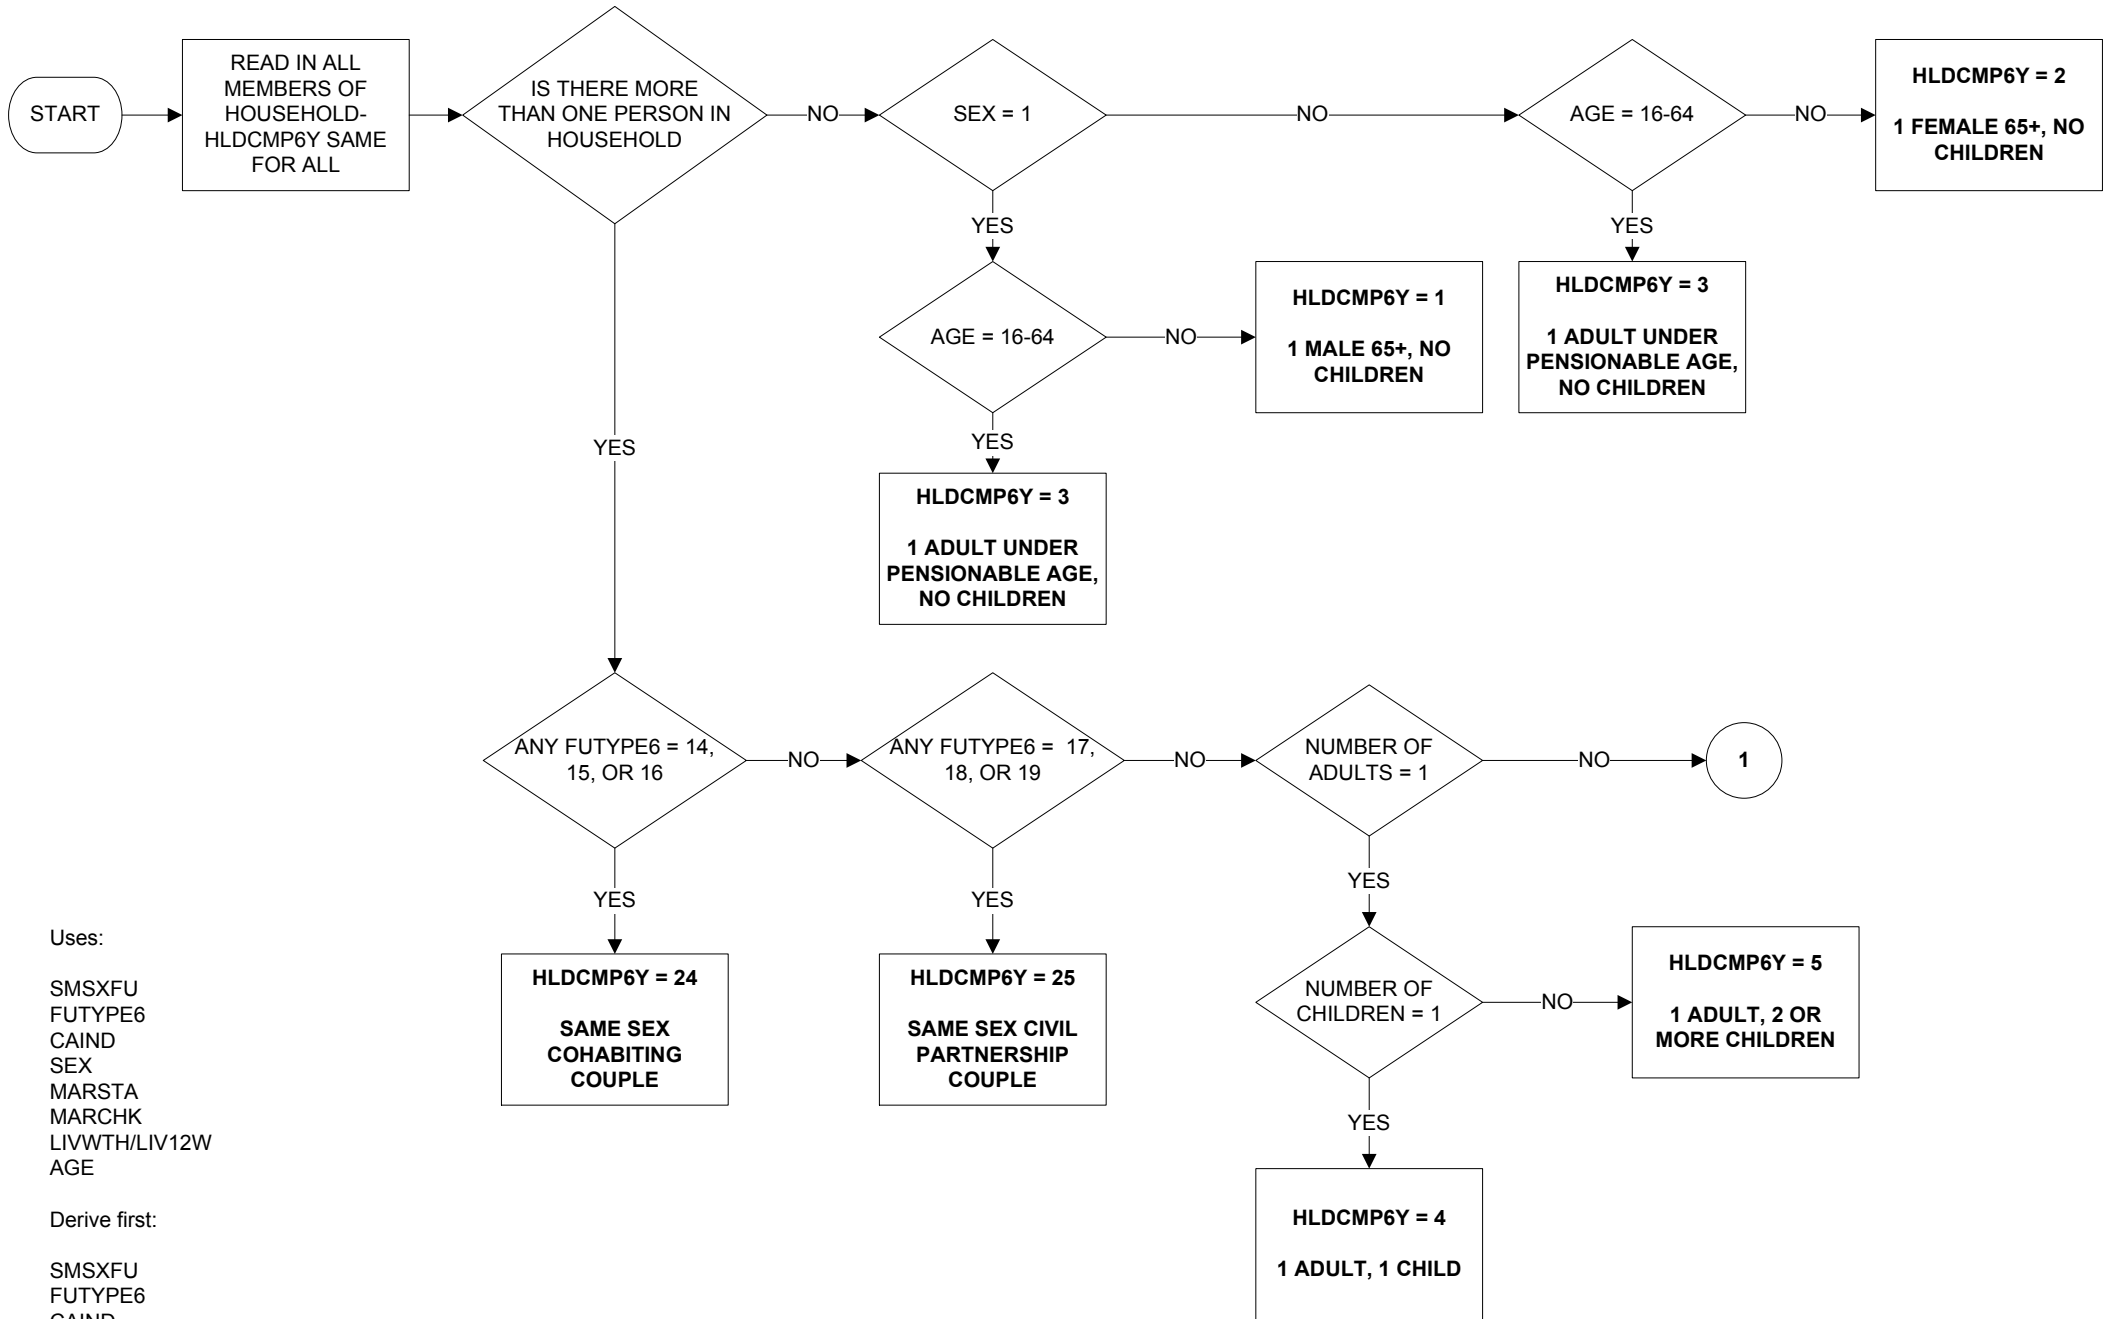 START
READ IN ALL
MEMBERS OF
HOUSEHOLD-
HLDCMP6Y SAME
FOR ALL
IS THERE MORE
THAN ONE PERSON IN
HOUSEHOLD
NO
SEX = 1
NO
AGE = 16-64
NO
HLDCMP6Y = 2
1 FEMALE 65+, NO
CHILDREN
YES
YES
AGE = 16-64
NO
HLDCMP6Y = 1
1 MALE 65+, NO
CHILDREN
HLDCMP6Y = 3
1 ADULT UNDER
PENSIONABLE AGE,
NO CHILDREN
YES
YES
HLDCMP6Y = 3
1 ADULT UNDER
PENSIONABLE AGE,
NO CHILDREN
ANY FUTYPE6 = 14,
15, OR 16
NO
ANY FUTYPE6 =  17,
18, OR 19
NO
NUMBER OF
ADULTS = 1
NO
1
YES
YES
YES
HLDCMP6Y = 24
SAME SEX
COHABITING
COUPLE
HLDCMP6Y = 25
SAME SEX CIVIL
PARTNERSHIP
COUPLE
NUMBER OF
CHILDREN = 1
NO
HLDCMP6Y = 5
1 ADULT, 2 OR
MORE CHILDREN
YES
HLDCMP6Y = 4
1 ADULT, 1 CHILD
Uses:
SMSXFU
FUTYPE6
CAIND
SEX
MARSTA
MARCHK
LIVWTH/LIV12W
AGE
Derive first:
SMSXFU
FUTYPE6
CAIND